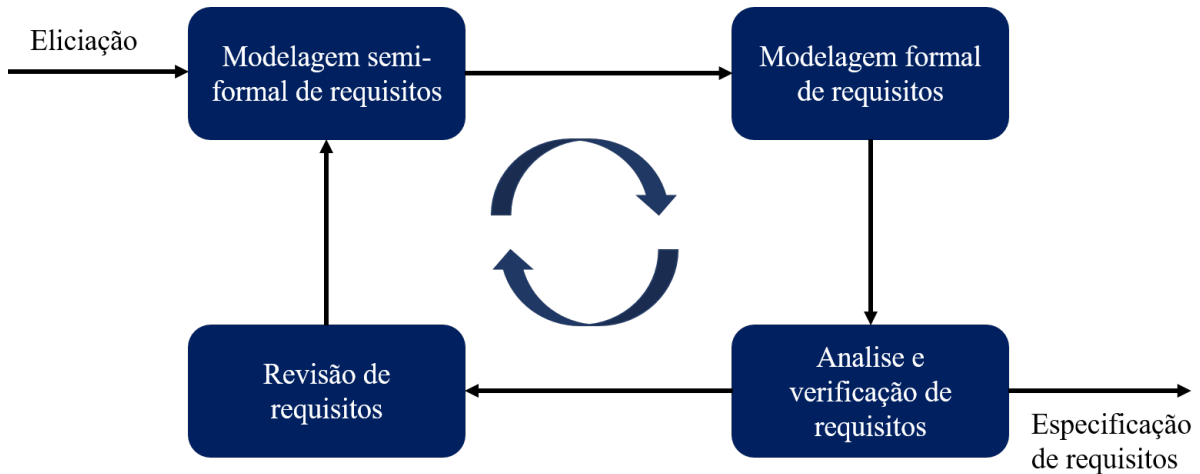 Eliciação
Modelagem semi-
formal de requisitos
Modelagem formal
de requisitos
Revisão de
requisitos
Analise e
verificação de
requisitos
Especificação
de requisitos